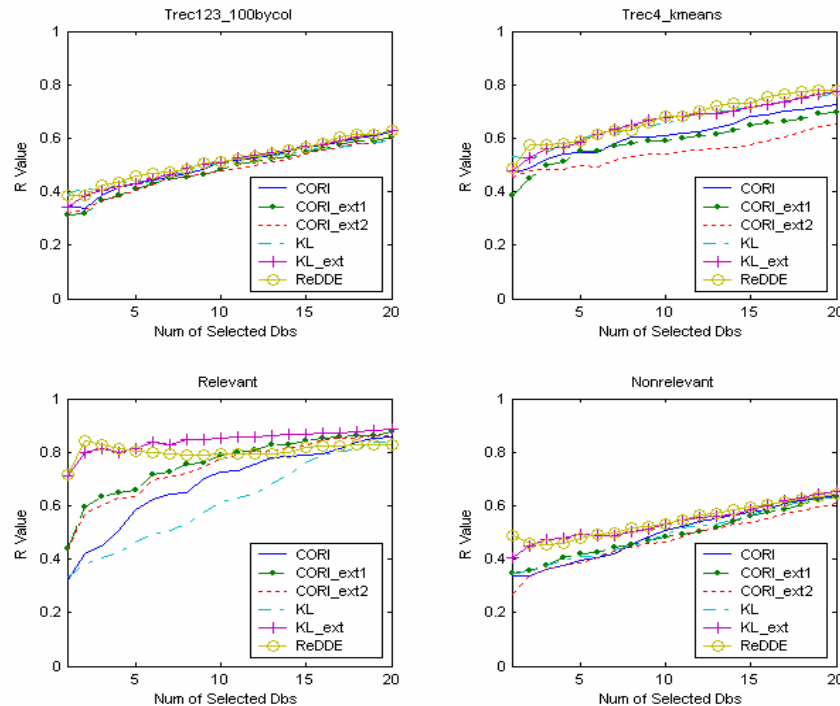 Trec123_100bycol
1
0.8
0.6
0.4
0.2
0
R Value
5
10
15
20
Num of Selected Dbs
CORI
CORI_ext1
CORI_ext2
KL
KL_ext
ReDDE
Trec4_kmeans
1
0.8
0.6
0.4
0.2
0
R Value
5
10
15
20
Num of Selected Dbs
CORI
CORI_ext1
CORI_ext2
KL
KL_ext
ReDDE
Relevant
1
0.8
0.6
0.4
0.2
0
R Value
5
10
15
20
Num of Selected Dbs
CORI
CORI_ext1
CORI_ext2
KL
KL_ext
ReDDE
Nonrelevant
1
0.8
0.6
0.4
0.2
0
R Value
5
10
15
20
Num of Selected Dbs
CORI
CORI_ext1
CORI_ext2
KL
KL_ext
ReDDE